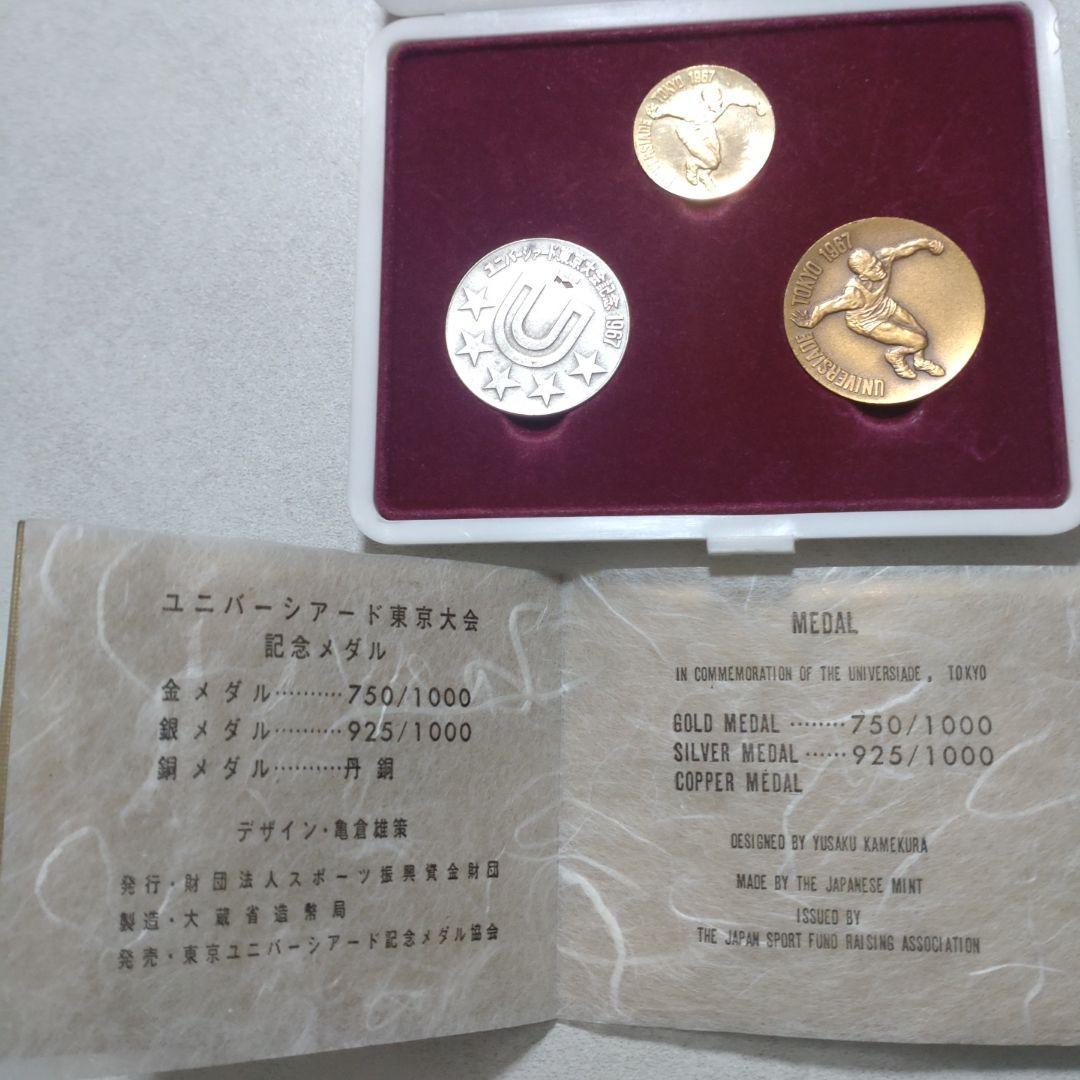 UNIVERSIADE TOKYO 1967
ユニバーシアード東京大会記念 1967
U
UNIVERSIADE TOKYO 1967
ユニバーシアード東京大会
記念メダル
金メダル··········750/1000
銀メダル··········925/1000
銅メダル··········丹銅
デザイン・亀倉雄策
発行・財団法人スポーツ振興資金財団
製造・大蔵省造幣局
発売・東京ユニバーシアード記念メダル協会
MEDAL
IN COMMEMORATION OF THE UNIVERSIADE, TOKYO
GOLD MEDAL ········750/1000
SILVER MEDAL ······925/1000
COPPER MEDAL
DESIGNED BY YUSAKU KAMEKURA
MADE BY THE JAPANESE MINT
ISSUED BY
THE JAPAN SPORT FUND RAISING ASSOCIATION